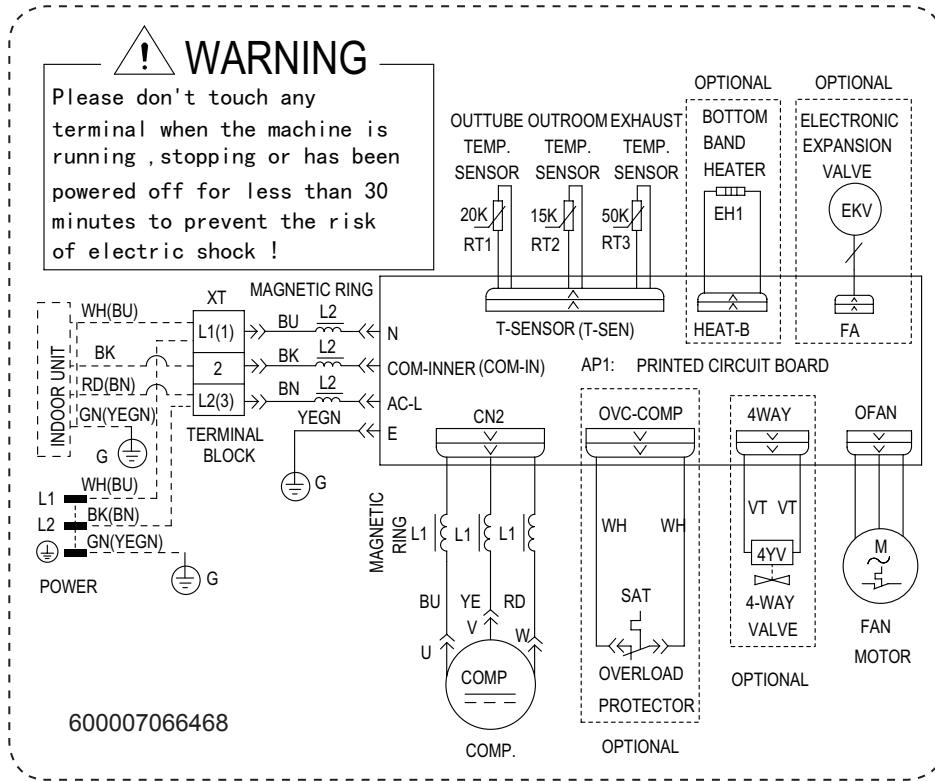 WARNING
Please don't touch any
terminal when the machine is
running ,stopping or has been
powered off for less than 30
minutes to prevent the risk
of electric shock !
OUTTUBE OUTROOM EXHAUST
TEMP. TEMP. TEMP.
SENSOR SENSOR SENSOR
20K 15K 50K
RT1 RT2 RT3
OPTIONAL
BOTTOM
BAND
HEATER
EH1
OPTIONAL
ELECTRONIC
EXPANSION
VALVE
EKV
T-SENSOR (T-SEN)
HEAT-B
FA
INDOOR UNIT
WH(BU)
BK
RD(BN)
GN(YEGN)
G
XT
L1(1)
2
L2(3)
TERMINAL
BLOCK
MAGNETIC RING
BU L2 N
BK L2 COM-INNER (COM-IN)
BN L2 AC-L
YEGN E
G
AP1: PRINTED CIRCUIT BOARD
L1 WH(BU)
L2 BK(BN)
GN(YEGN)
G
POWER
CN2
MAGNETIC
RING
L1 L1 L1
BU YE RD
U V W
COMP
COMP.
OVC-COMP
WH WH
SAT
OVERLOAD
PROTECTOR
OPTIONAL
4WAY
VT VT
4YV
4-WAY
VALVE
OPTIONAL
OFAN
M
FAN
MOTOR
600007066468